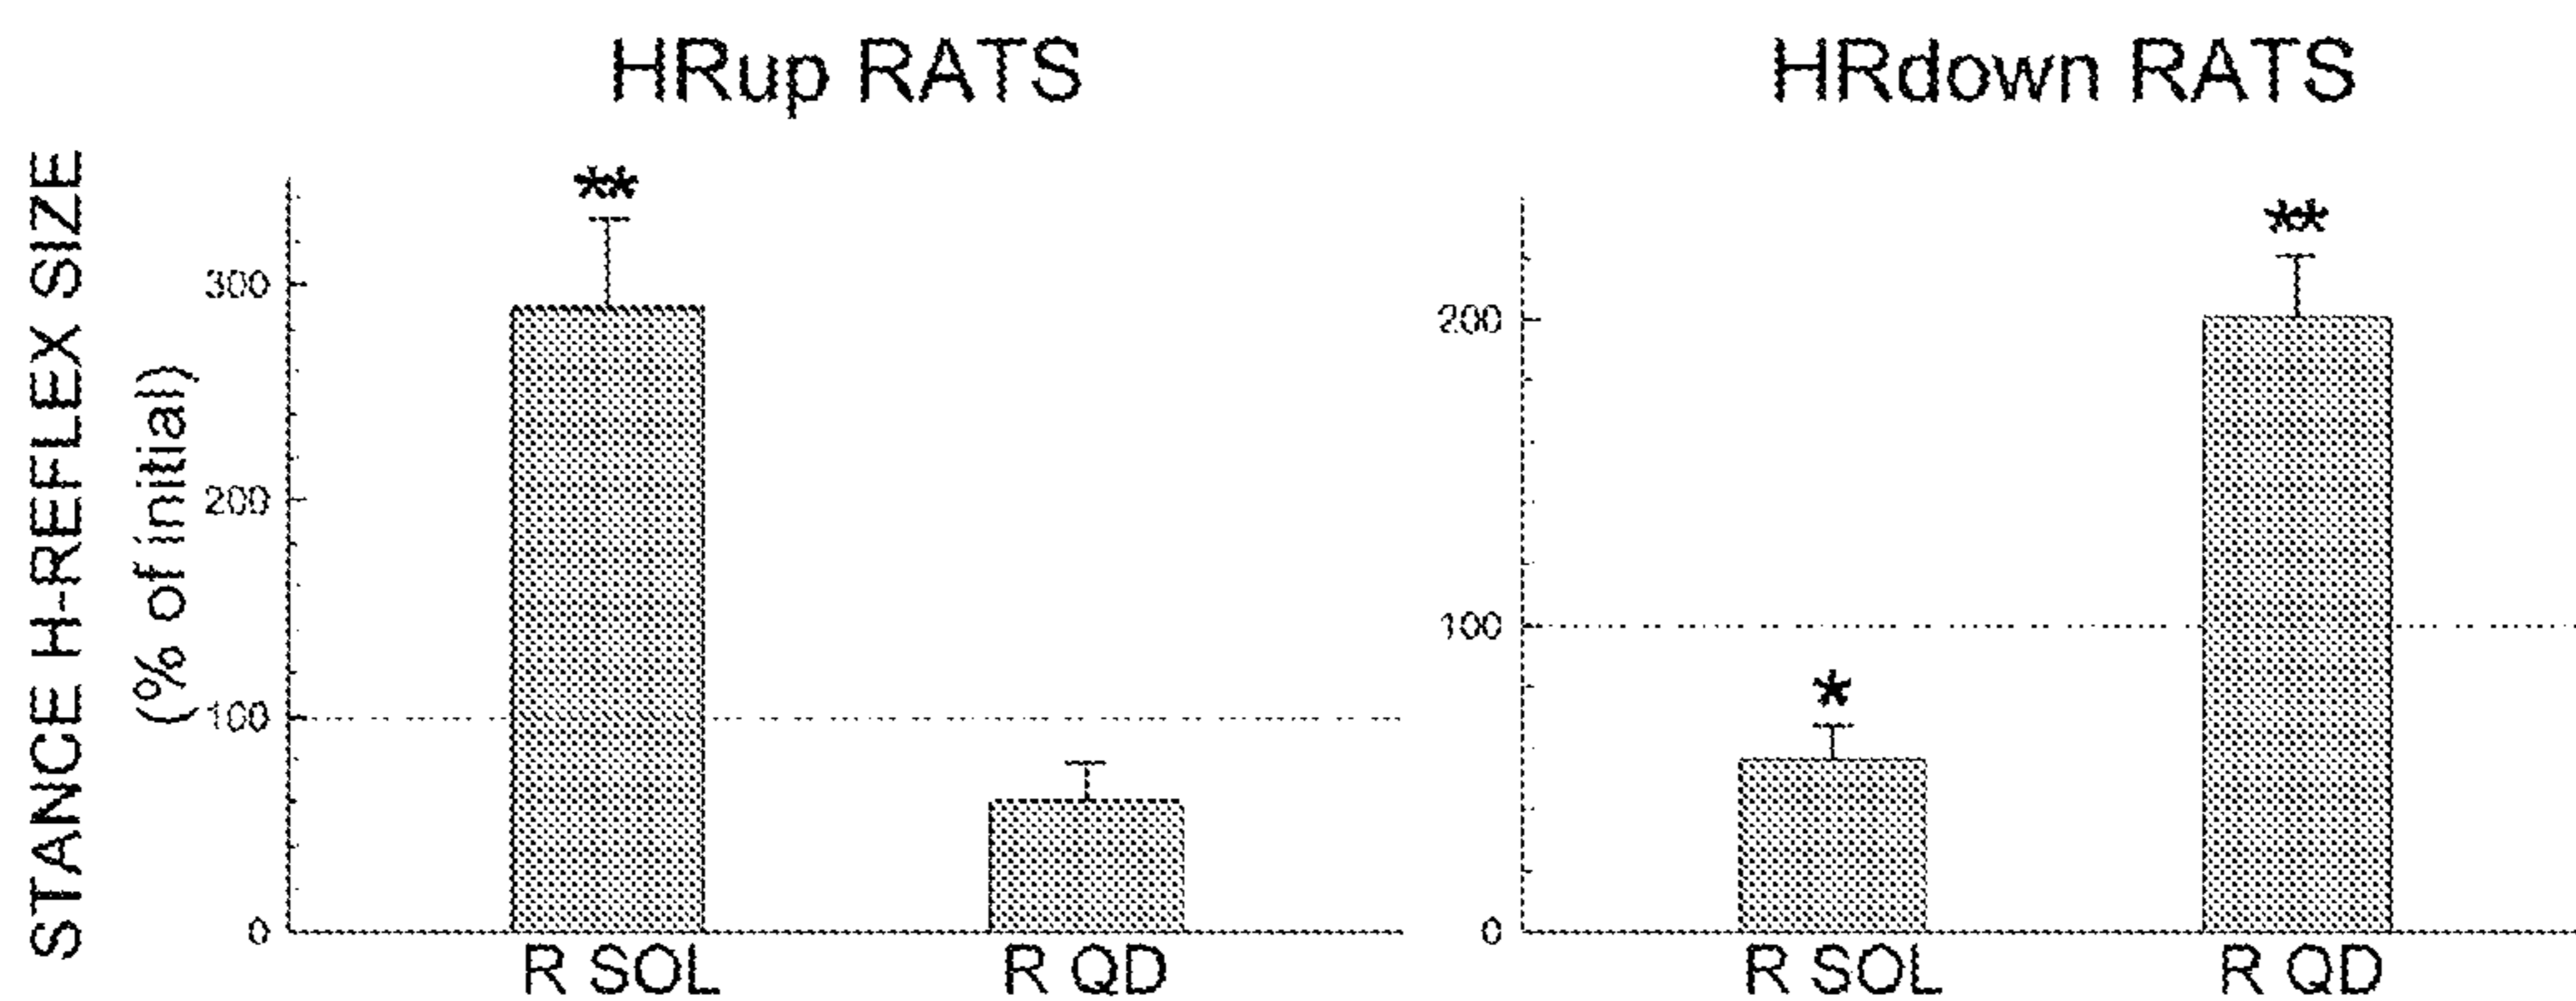 HRup RATS
HRdown RATS
STANCE H-REFLEX SIZE
(% of initial)
300
200
100
0
**
R SOL
R QD
200
100
0
*
**
R SOL
R QD